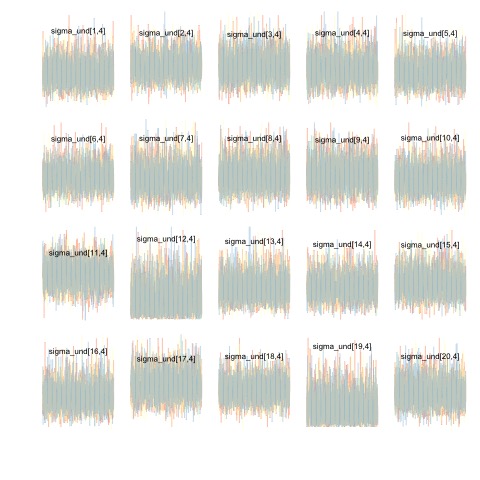 sigma_und[1,4]
sigma_und[2,4]
sigma_und[3,4]
sigma_und[4,4]
sigma_und[5,4]
sigma_und[6,4]
sigma_und[7,4]
sigma_und[8,4]
sigma_und[9,4]
sigma_und[10,4]
sigma_und[11,4]
sigma_und[12,4]
sigma_und[13,4]
sigma_und[14,4]
sigma_und[15,4]
sigma_und[16,4]
sigma_und[17,4]
sigma_und[18,4]
sigma_und[19,4]
sigma_und[20,4]